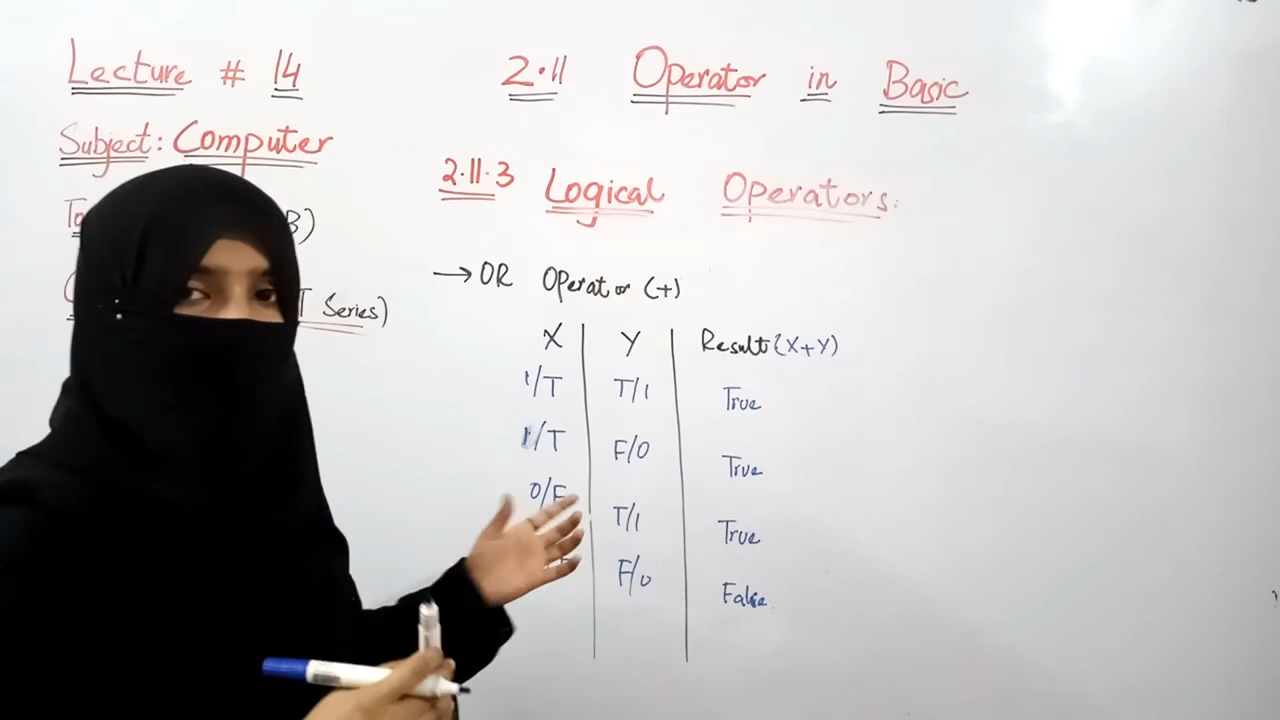 Lecture # 14
2.11 Operator in Basic
Subject: Computer
2.11.3 Logical Operators:
B)
T Series)
→ OR Operator (+)
X Y Result (X+Y)
1/T T/1 True
1/T F/0 True
0/F T/1 True
F/0 False